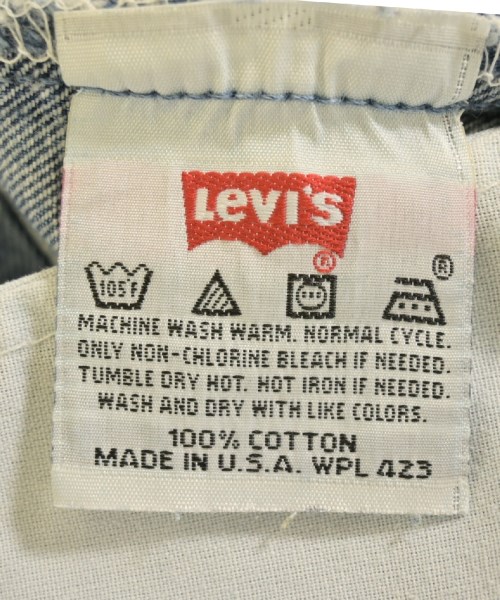 Levi's
®
®
105°F
MACHINE WASH WARM. NORMAL CYCLE.
ONLY NON-CHLORINE BLEACH IF NEEDED.
TUMBLE DRY HOT. HOT IRON IF NEEDED.
WASH AND DRY WITH LIKE COLORS.
100% COTTON
MADE IN U.S.A. WPL 423